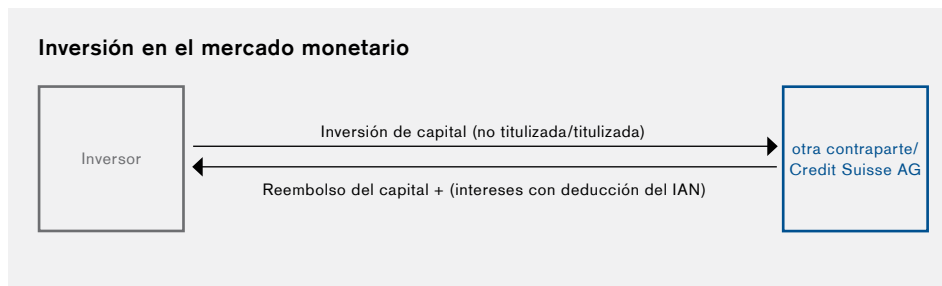 Inversión en el mercado monetario
Inversor
Inversión de capital (no titulizada/titulizada)
Reembolso del capital + (intereses con deducción del IAN)
otra contraparte/
Credit Suisse AG